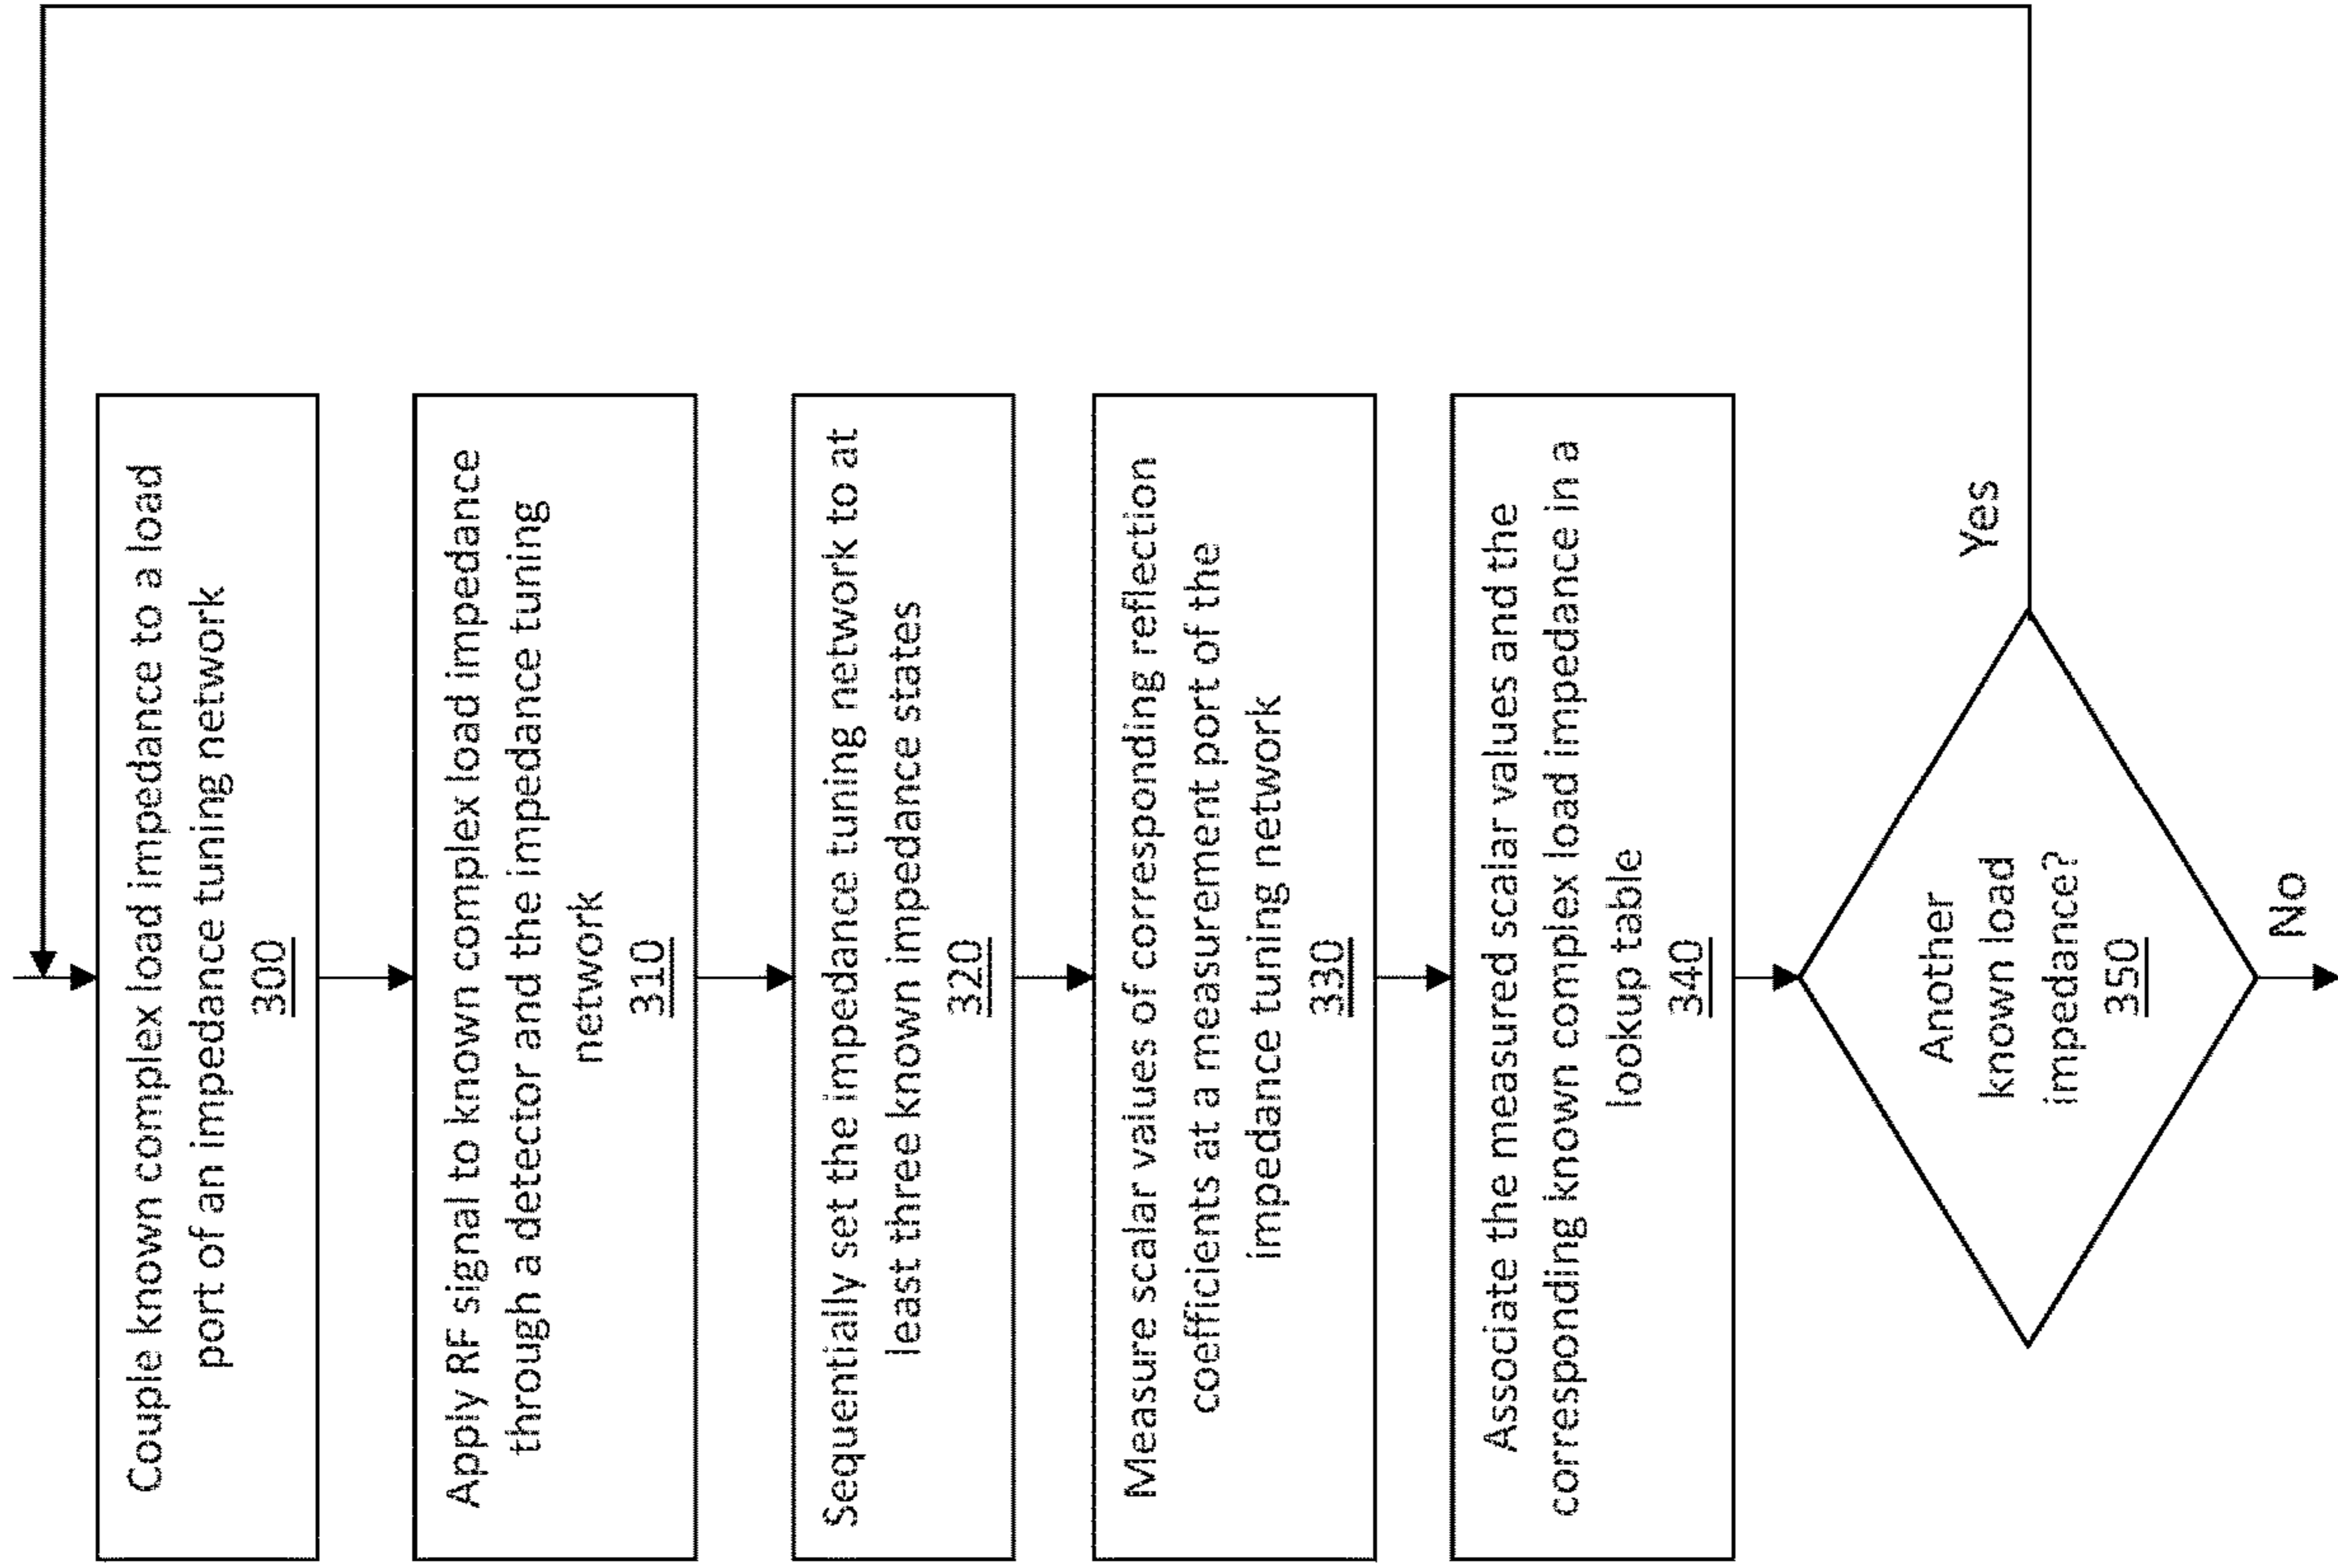 Couple known complex load impedance to a load
port of an impedance tuning network
300
Apply RF signal to known complex load impedance
through a detector and the impedance tuning
network
310
Sequentially set the impedance tuning network to at
least three known impedance states
320
Measure scalar values of corresponding reflection
coefficients at a measurement port of the
impedance tuning network
330
Associate the measured scalar values and the
corresponding known complex load impedance in a
lookup table
340
Another
known load
impedance?
350
Yes
No